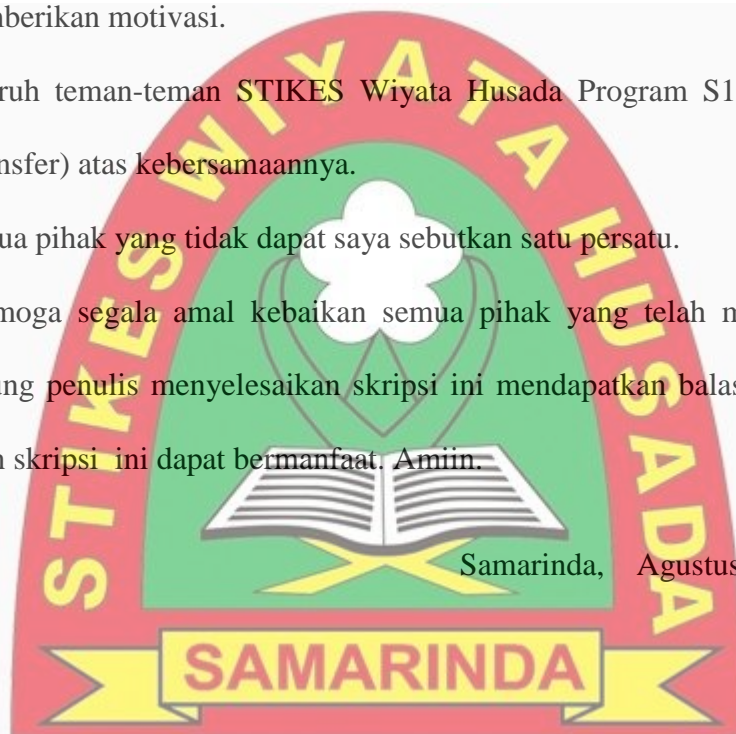 nberikan motivasi.
ruh teman-teman STIKES Wiyata Husada Program S1
nsfer) atas kebersamaannya.
ua pihak yang tidak dapat saya sebutkan satu persatu.
moga segala amal kebaikan semua pihak yang telah m
ung penulis menyelesaikan skripsi ini mendapatkan balas
n skripsi ini dapat bermanfaat. Amiin.
Samarinda, Agustus
STIKES WIYATA HUSADA
SAMARINDA